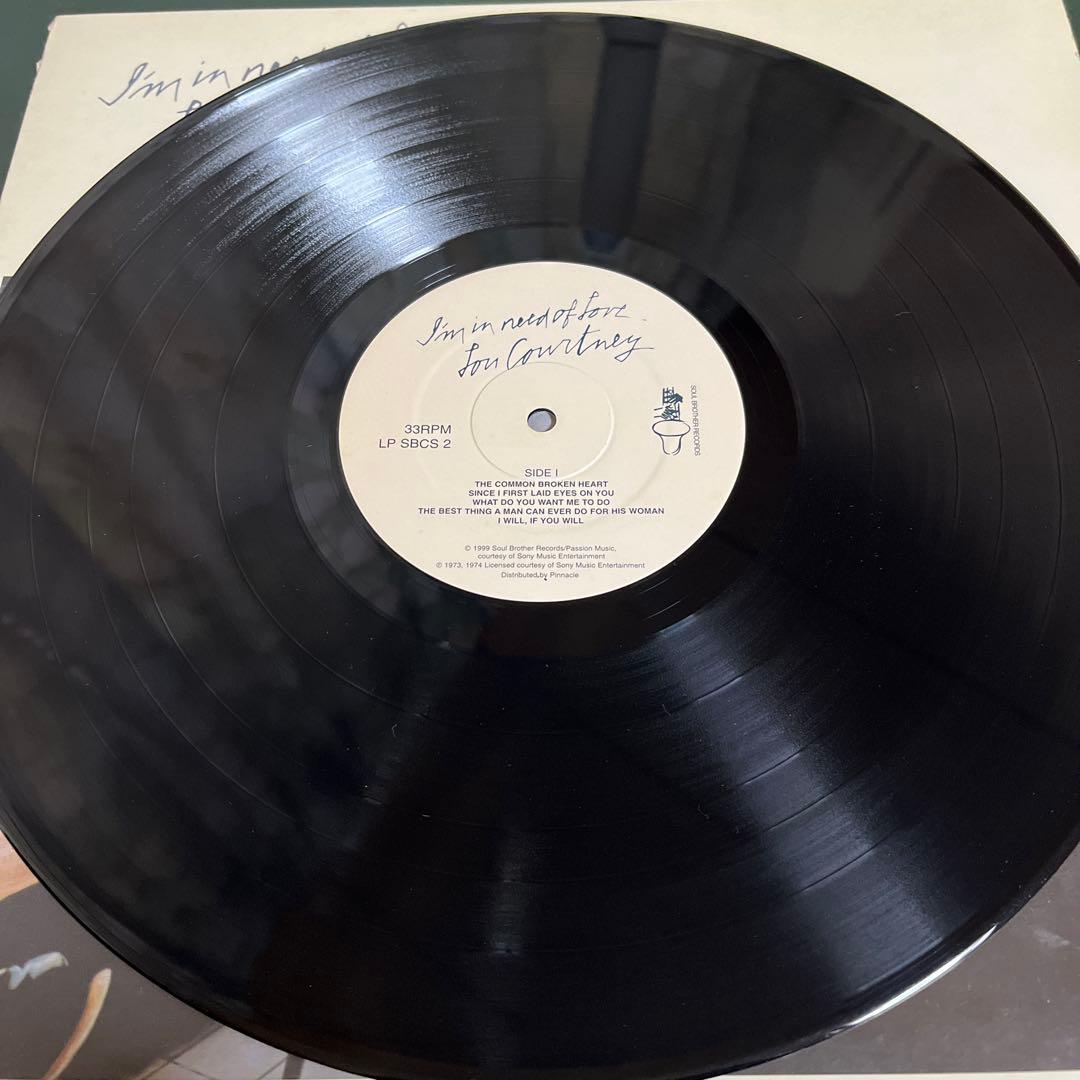 I'm in
I'm in need of love
Lou Courtney
SOUL BROTHER RECORDS
33RPM
LP SBCS 2
SIDE I
THE COMMON BROKEN HEART
SINCE I FIRST LAID EYES ON YOU
WHAT DO YOU WANT ME TO DO
THE BEST THING A MAN CAN EVER DO FOR HIS WOMAN
I WILL, IF YOU WILL
© 1999 Soul Brother Records/Passion Music,
courtesy of Sony Music Entertainment
℗ 1973, 1974 Licensed courtesy of Sony Music Entertainment
Distributed by Pinnacle